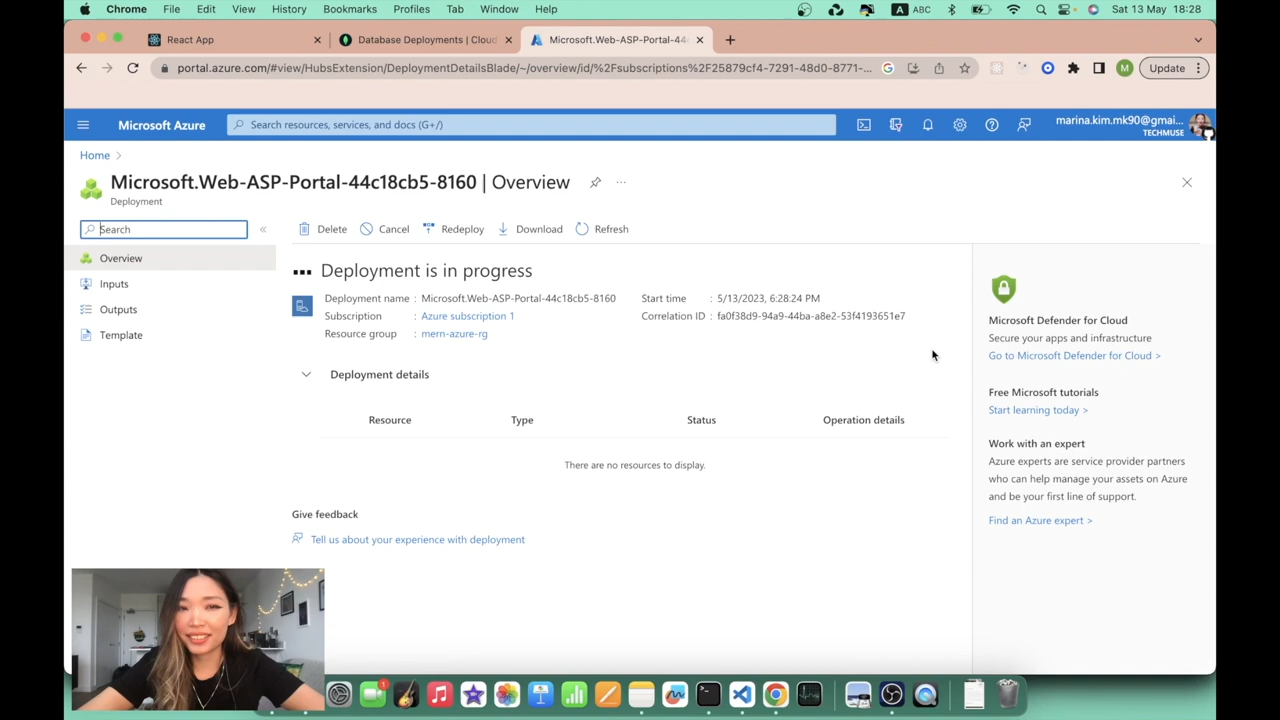 Chrome File Edit View History Bookmarks Profiles Tab Window Help A ABC Sat 13 May 18:28
React App
Database Deployments | Cloud
Microsoft.Web-ASP-Portal-44
portal.azure.com/#view/HubsExtension/DeploymentDetailsBlade/~/overview/id/%2Fsubscriptions%2F25879cf4-7291-48d0-8771-...
M
Update
Microsoft Azure
Search resources, services, and docs (G+/)
marina.kim.mk90@gmai...
TECHMUSE
Home
Microsoft.Web-ASP-Portal-44c18cb5-8160 | Overview
Deployment
Search
Delete Cancel Redeploy Download Refresh
Overview
Inputs
Outputs
Template
Deployment is in progress
Deployment name : Microsoft.Web-ASP-Portal-44c18cb5-8160
Subscription : Azure subscription 1
Resource group : mern-azure-rg
Start time : 5/13/2023, 6:28:24 PM
Correlation ID : fa0f38d9-94a9-44ba-a8e2-53f4193651e7
Deployment details
Resource Type Status Operation details
There are no resources to display.
Give feedback
Tell us about your experience with deployment
Microsoft Defender for Cloud
Secure your apps and infrastructure
Go to Microsoft Defender for Cloud >
Free Microsoft tutorials
Start learning today >
Work with an expert
Azure experts are service provider partners
who can help manage your assets on Azure
and be your first line of support.
Find an Azure expert >
1